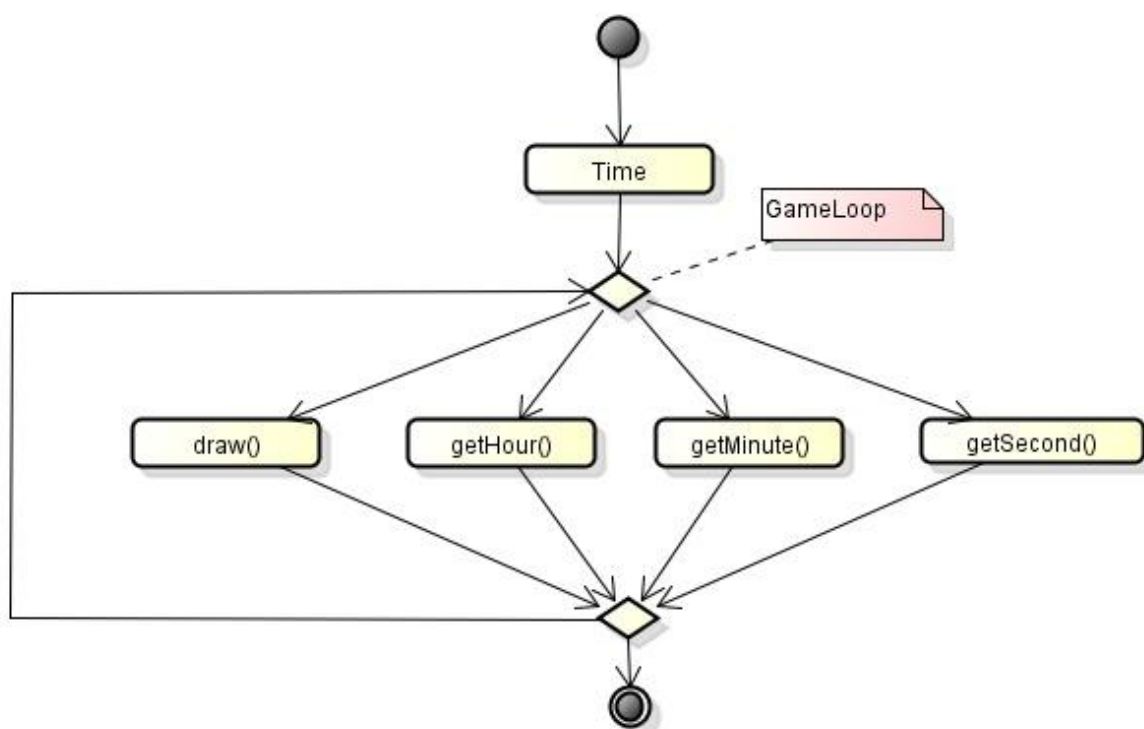 Time
GameLoop
draw()
getHour()
getMinute()
getSecond()